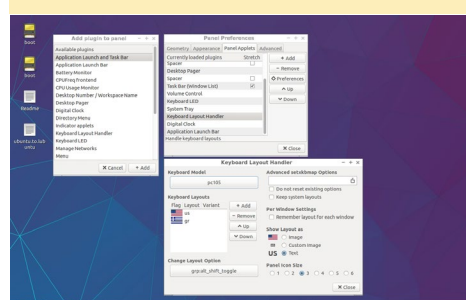 boot
boot
Readme
ubuntu.to.lub
untu
Add plugin to panel
Available plugins
Application Launch and Task Bar
Application Launch Bar
Battery Monitor
CPUFreq frontend
CPU Usage Monitor
Desktop Number / Workspace Name
Desktop Pager
Digital Clock
Directory Menu
Indicator applets
Keyboard Layout Handler
Keyboard LED
Manage Networks
Menu
Cancel
Add
Panel Preferences
Geometry Appearance Panel Applets Advanced
Currently loaded plugins Stretch
Spacer
Desktop Pager
Spacer
Task Bar (Window List)
Volume Control
Keyboard LED
System Tray
Keyboard Layout Handler
Digital Clock
Application Launch Bar
Handle keyboard layouts
+ Add
- Remove
Preferences
Up
Down
Close
Keyboard Layout Handler
Keyboard Model
pc105
Keyboard Layouts
Flag Layout Variant
us
gr
+ Add
- Remove
Up
Down
Change Layout Option
grp:alt_shift_toggle
Advanced setxkbmap Options
Do not reset existing options
Keep system layouts
Per Window Settings
Remember layout for each window
Show Layout as
Image
Custom Image
US Text
Panel Icon Size
1 2 3 4 5 6
Close